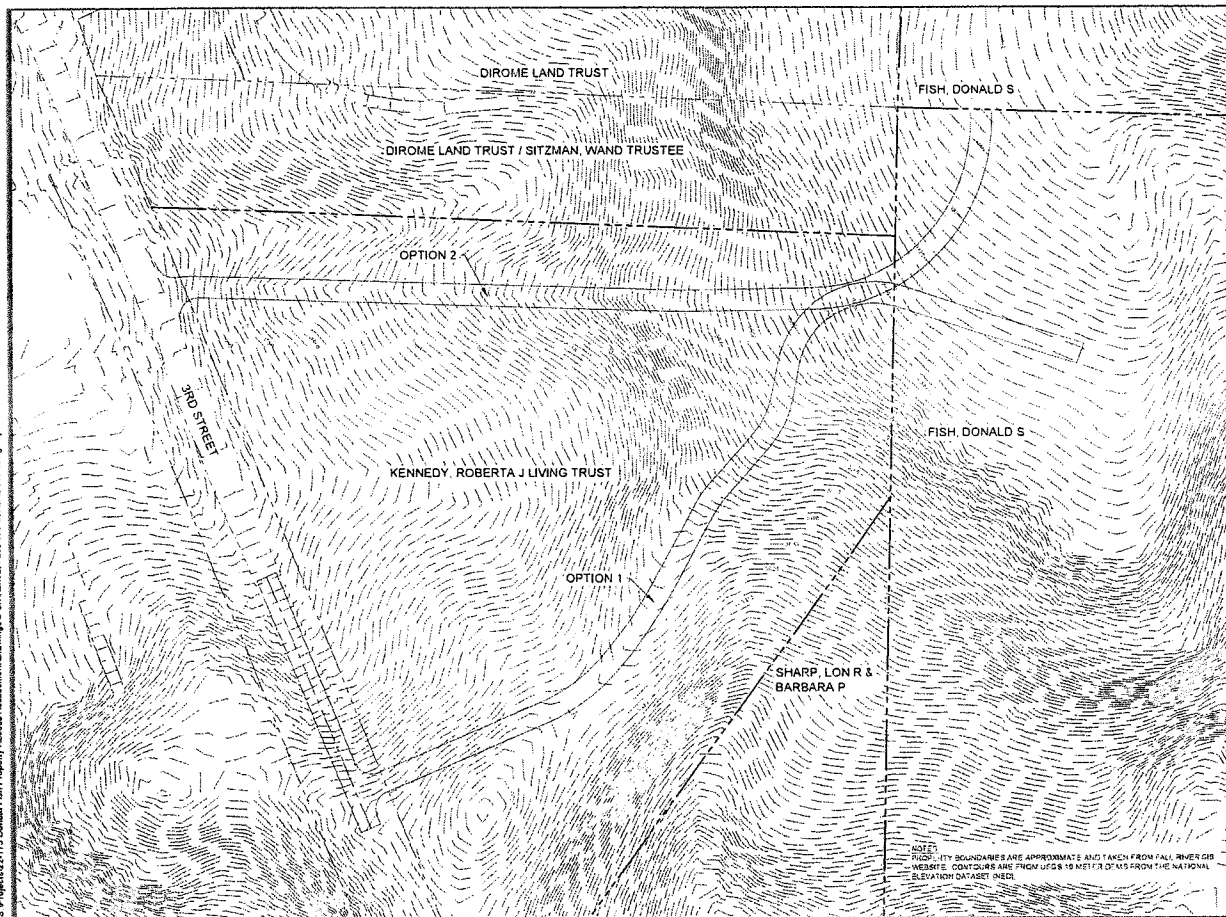 DIROME LAND TRUST
FISH, DONALD S
DIROME LAND TRUST / SITZMAN, WAND TRUSTEE
OPTION 2
3RD STREET
FISH, DONALD S
KENNEDY, ROBERTA J LIVING TRUST
OPTION 1
SHARP, LON R &
BARBARA P
PROPERTY BOUNDARIES ARE APPROXIMATE AND TAKEN FROM FALL RIVER GIS
WEBSITE. CONTOURS ARE FROM USGS 10 METER DEMS FROM THE NATIONAL
ELEVATION DATASET (NED).